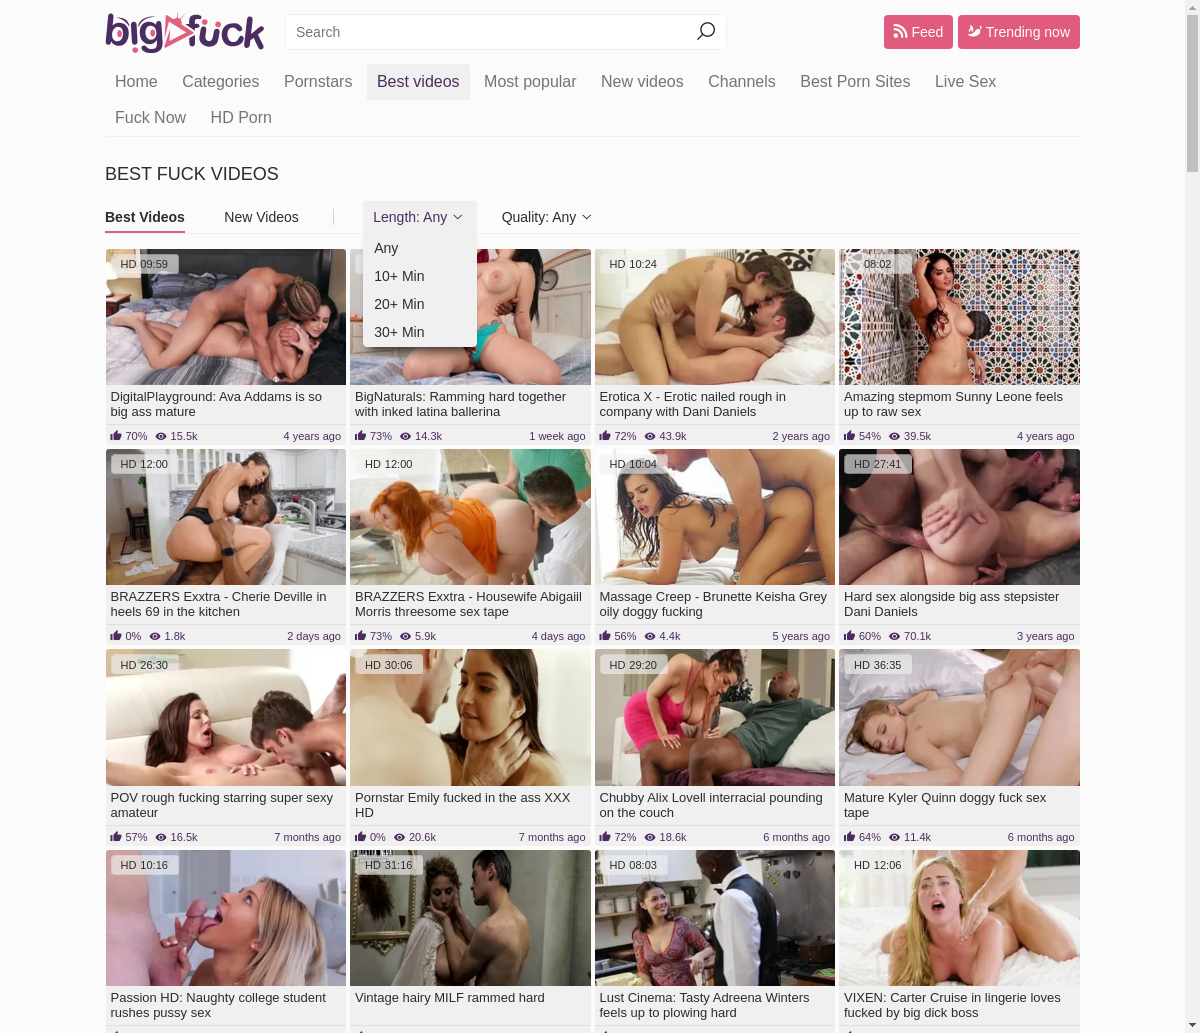 bigfuck
Search
Feed
Trending now
Home Categories Pornstars Best videos Most popular New videos Channels Best Porn Sites Live Sex
Fuck Now HD Porn
BEST FUCK VIDEOS
Best Videos New Videos Length: Any Quality: Any
Any
10+ Min
20+ Min
30+ Min
HD 09:59
HD 10:24
08:02
DigitalPlayground: Ava Addams is so
big ass mature
70% 15.5k 4 years ago
BigNaturals: Ramming hard together
with inked latina ballerina
73% 14.3k 1 week ago
Erotica X - Erotic nailed rough in
company with Dani Daniels
72% 43.9k 2 years ago
Amazing stepmom Sunny Leone feels
up to raw sex
54% 39.5k 4 years ago
HD 12:00
HD 12:00
HD 10:04
HD 27:41
BRAZZERS Exxtra - Cherie Deville in
heels 69 in the kitchen
0% 1.8k 2 days ago
BRAZZERS Exxtra - Housewife Abigaiil
Morris threesome sex tape
73% 5.9k 4 days ago
Massage Creep - Brunette Keisha Grey
oily doggy fucking
56% 4.4k 5 years ago
Hard sex alongside big ass stepsister
Dani Daniels
60% 70.1k 3 years ago
HD 26:30
HD 30:06
HD 29:20
HD 36:35
POV rough fucking starring super sexy
amateur
57% 16.5k 7 months ago
Pornstar Emily fucked in the ass XXX
HD
0% 20.6k 7 months ago
Chubby Alix Lovell interracial pounding
on the couch
72% 18.6k 6 months ago
Mature Kyler Quinn doggy fuck sex
tape
64% 11.4k 6 months ago
HD 10:16
HD 31:16
HD 08:03
HD 12:06
Passion HD: Naughty college student
rushes pussy sex
Vintage hairy MILF rammed hard
Lust Cinema: Tasty Adreena Winters
feels up to plowing hard
VIXEN: Carter Cruise in lingerie loves
fucked by big dick boss